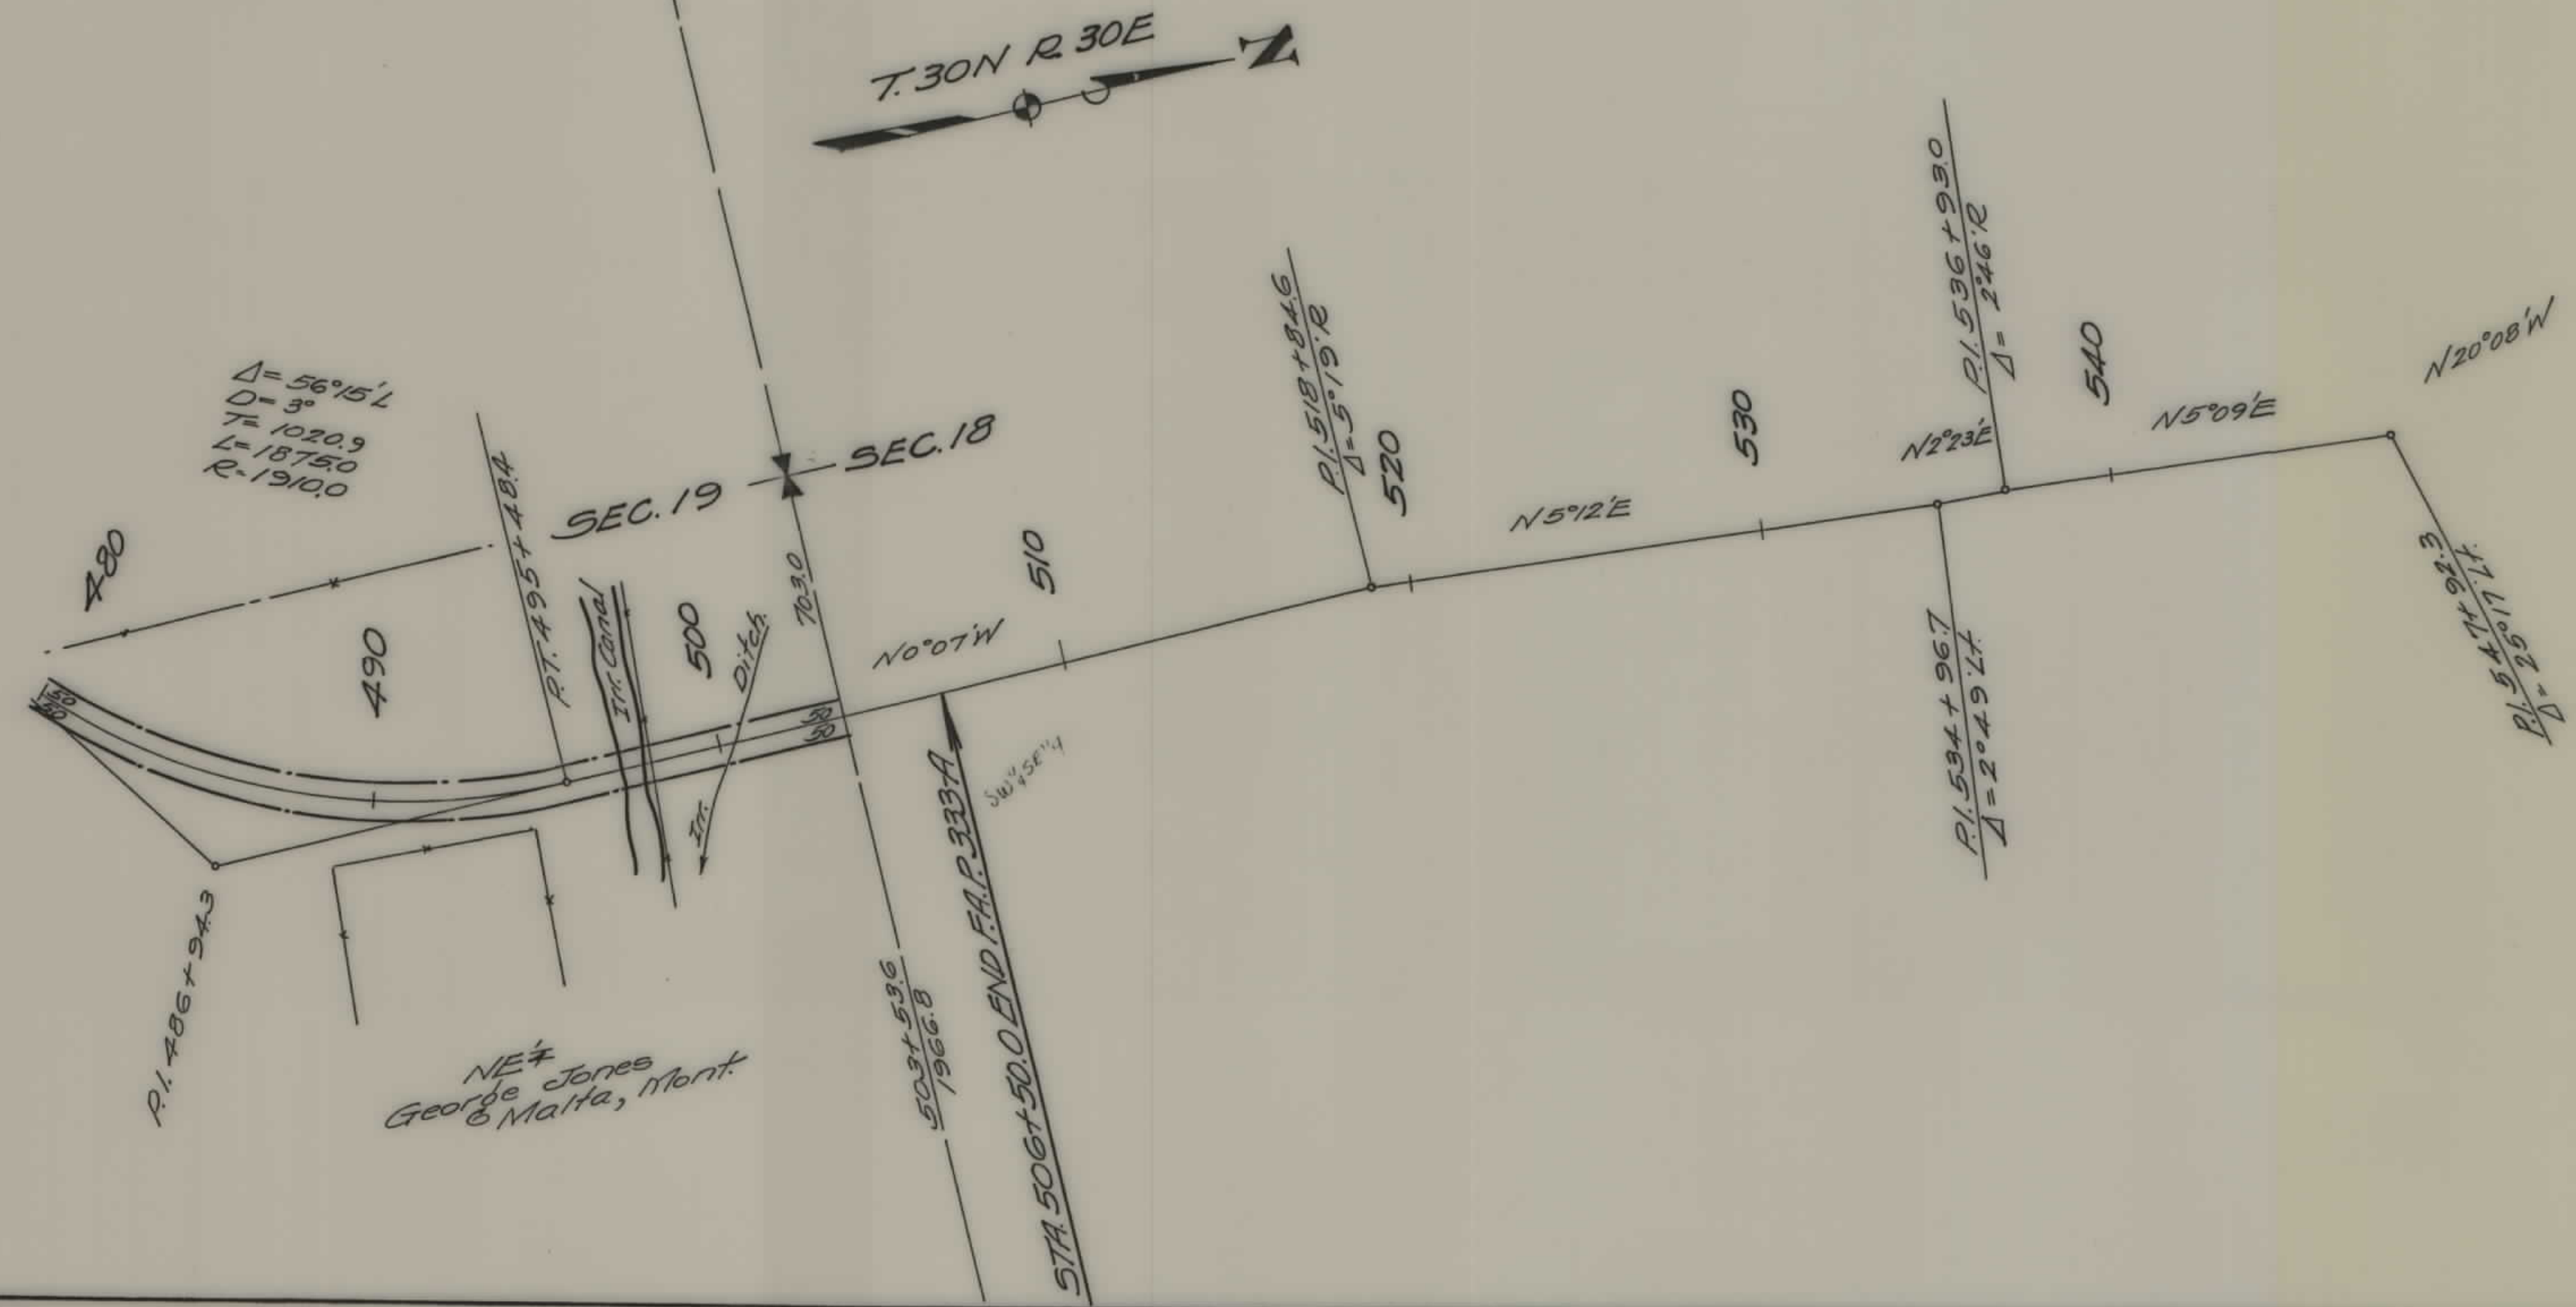 T. 30N R. 30E
N
Δ= 56°15' L
D= 3°
T= 1020.9
L= 1875.0
R= 1910.0
480
490
P.T. 495+48.4
SEC. 19
SEC. 18
Irr. Canal
500
Irr. Ditch
703.0
50
50
50
50
N0°07'W
510
P.I. 518+84.6
Δ= 5°19' R
520
N5°12'E
530
N2°23'E
P.I. 536+93.0
Δ= 2°46' R
540
N5°09'E
N20°08'W
P.I. 547+92.3
Δ= 25°17' Lt.
P.I. 534+96.7
Δ= 2°49' Lt.
SW¼SE¼
STA. 506+50.0 END F.A.P. 333-A
503+53.6
1966.8
P.I. 486+94.3
NE¼
George Jones
Malta, Mont.